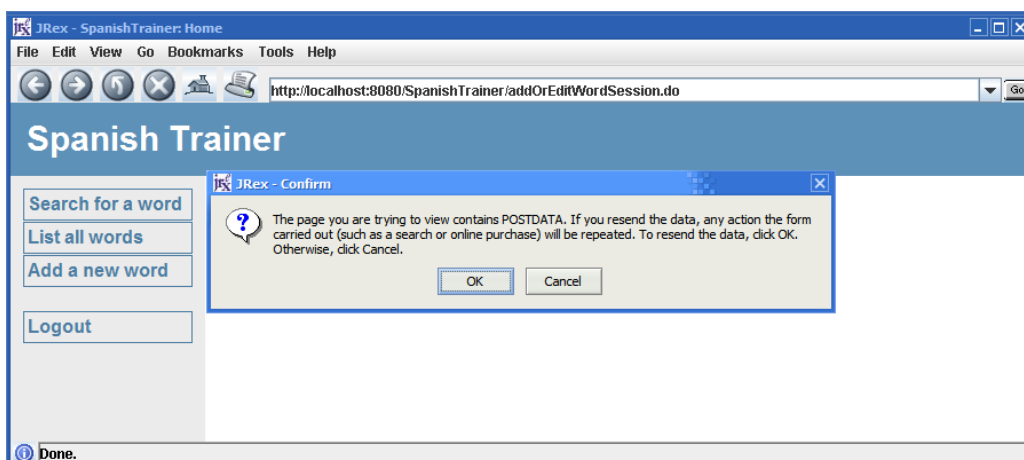 JRex - SpanishTrainer: Home
File Edit View Go Bookmarks Tools Help
http://localhost:8080/SpanishTrainer/addOrEditWordSession.do
Go
Spanish Trainer
JRex - Confirm
The page you are trying to view contains POSTDATA. If you resend the data, any action the form
carried out (such as a search or online purchase) will be repeated. To resend the data, click OK.
Otherwise, click Cancel.
OK Cancel
Search for a word
List all words
Add a new word
Logout
Done.